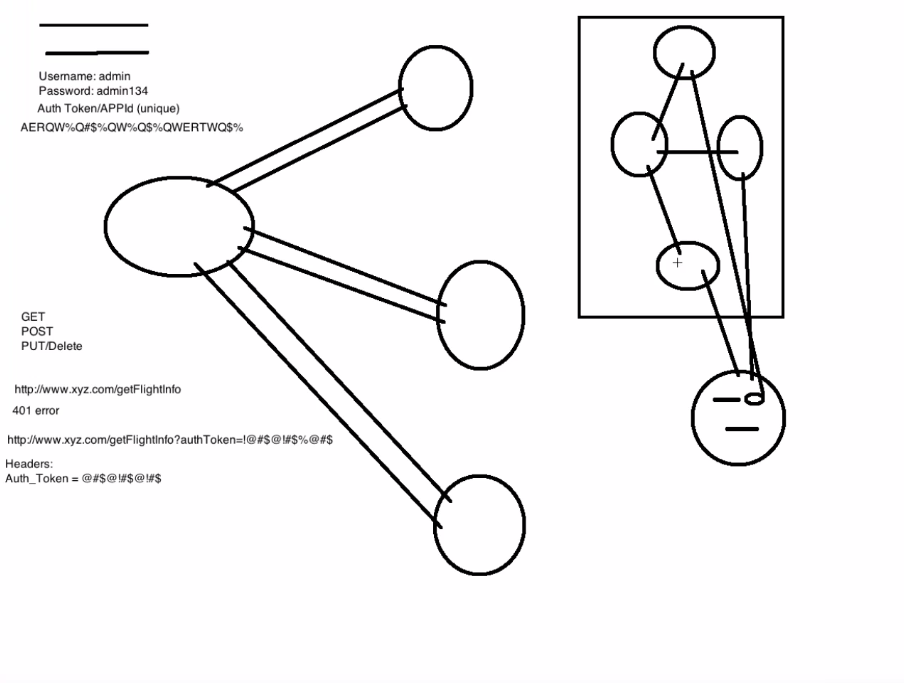 Username: admin
Password: admin134
Auth Token/APPId (unique)
AERQW%Q#$%QW%Q$%QWERTWQ$%
GET
POST
PUT/Delete
http://www.xyz.com/getFlightInfo
401 error
http://www.xyz.com/getFlightInfo?authToken=!@#$@!#$%@#$
Headers:
Auth_Token = @#$@!#$@!#$